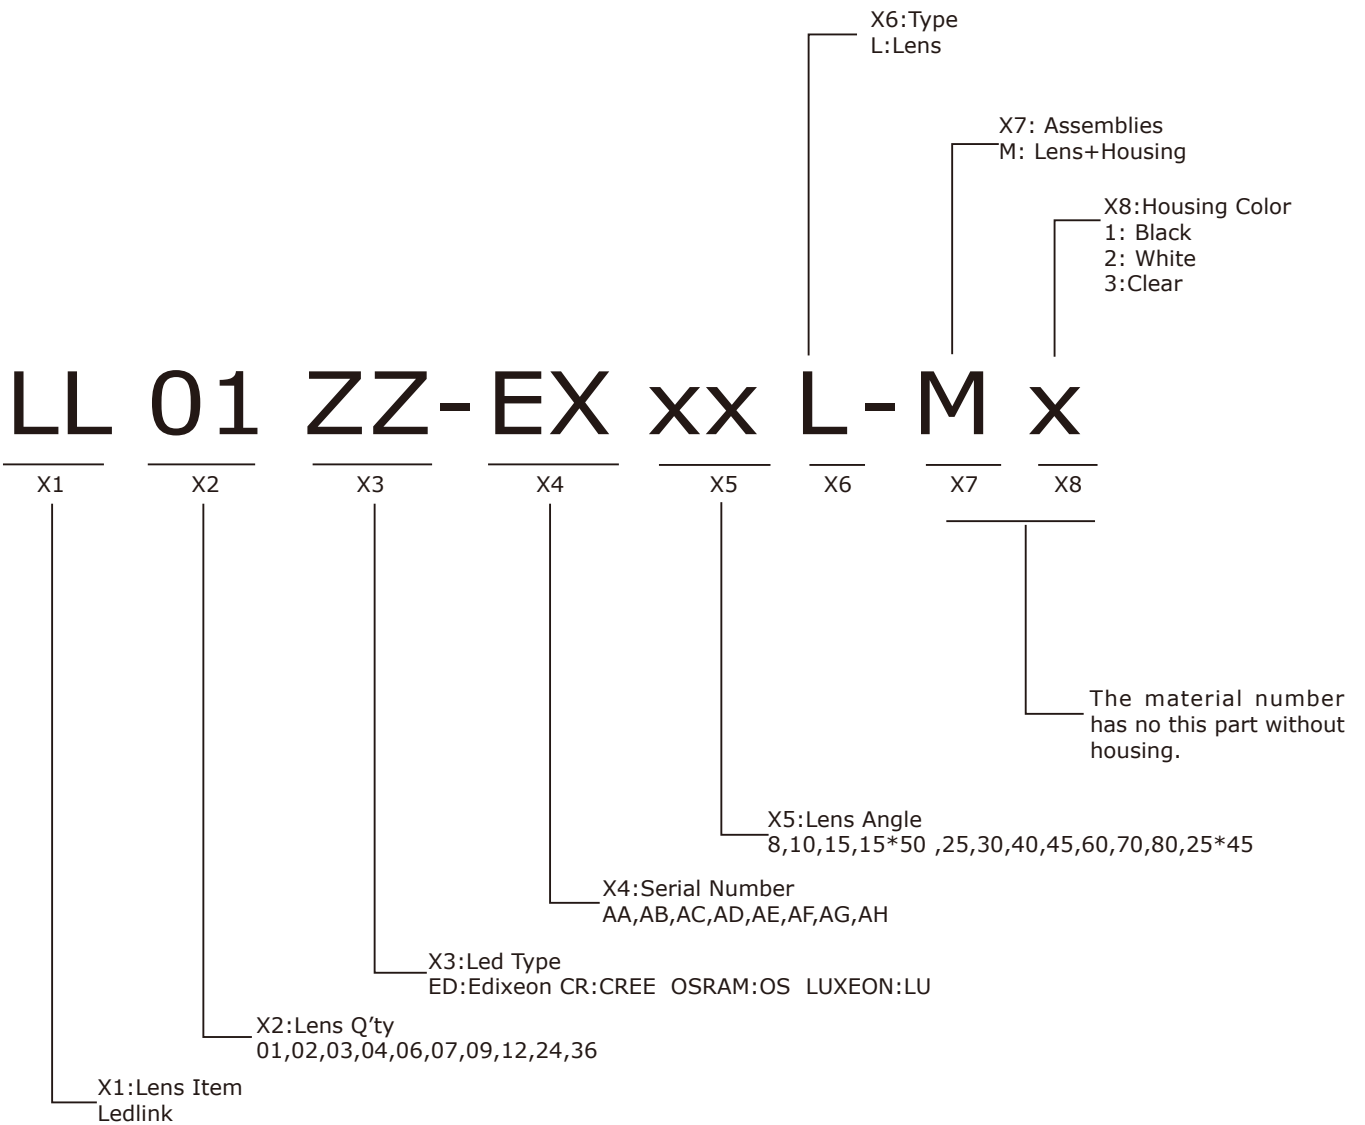 X6:Type
L:Lens
X7: Assemblies
M: Lens+Housing
X8:Housing Color
1: Black
2: White
3:Clear
LL 01 ZZ-EX xx L-M x
X1 X2 X3 X4 X5 X6 X7 X8
The material number
has no this part without
housing.
X5:Lens Angle
8,10,15,15*50 ,25,30,40,45,60,70,80,25*45
X4:Serial Number
AA,AB,AC,AD,AE,AF,AG,AH
X3:Led Type
ED:Edixeon CR:CREE OSRAM:OS LUXEON:LU
X2:Lens Q’ty
01,02,03,04,06,07,09,12,24,36
X1:Lens Item
Ledlink